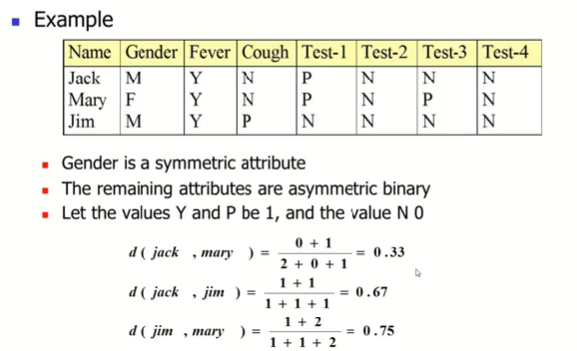 Example
Name Gender Fever Cough Test-1 Test-2 Test-3 Test-4
Jack M Y N P N N N
Mary F Y N P N P N
Jim M Y P N N N N
Gender is a symmetric attribute
The remaining attributes are asymmetric binary
Let the values Y and P be 1, and the value N 0
d ( jack , mary ) = 0 + 1 / 2 + 0 + 1 = 0.33
d ( jack , jim ) = 1 + 1 / 1 + 1 + 1 = 0.67
d ( jim , mary ) = 1 + 2 / 1 + 1 + 2 = 0.75